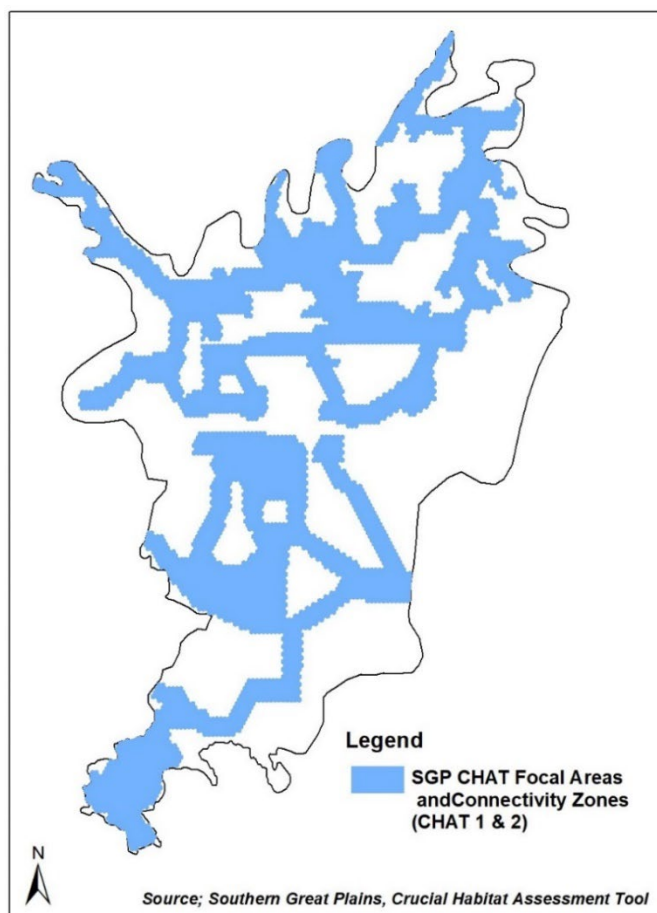 Legend
SGP CHAT Focal Areas
andConnectivity Zones
(CHAT 1 & 2)
N
Source; Southern Great Plains, Crucial Habitat Assessment Tool